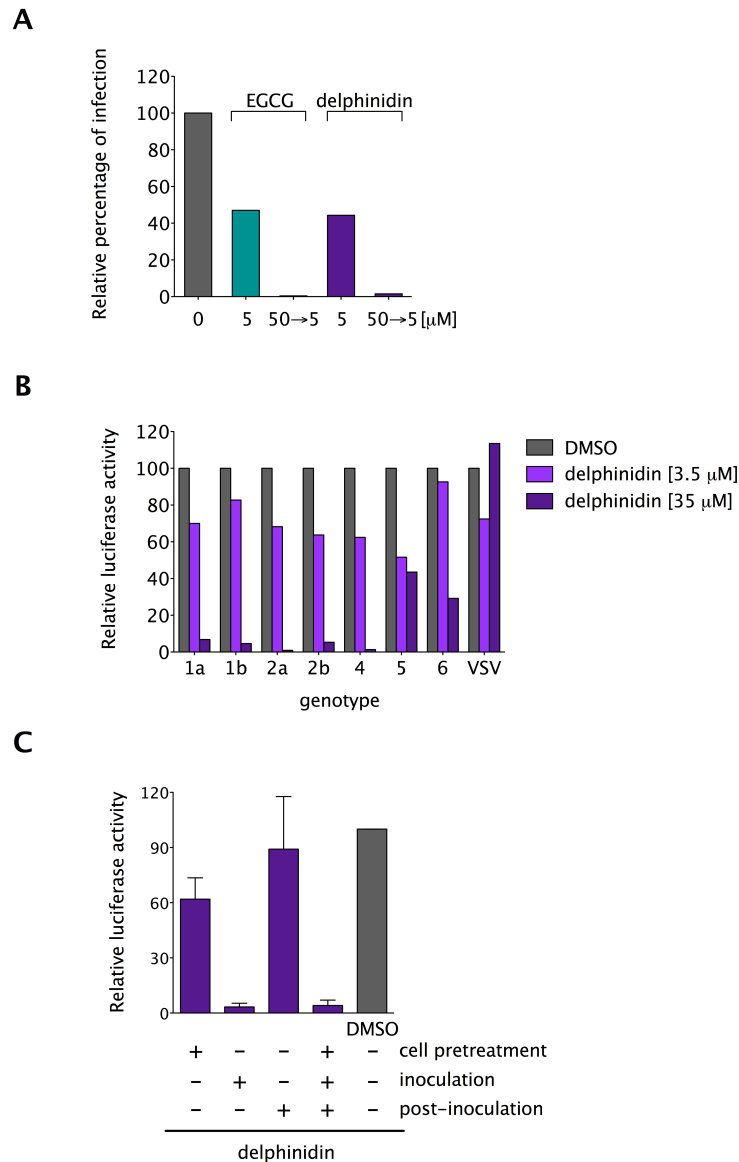 A
Relative percentage of infection
120
100
80
60
40
20
0
EGCG
delphinidin
0 5 50→5 5 50→5 [μM]
B
Relative luciferase activity
120
100
80
60
40
20
0
1a 1b 2a 2b 4 5 6 VSV
genotype
DMSO
delphinidin [3.5 μM]
delphinidin [35 μM]
C
Relative luciferase activity
120
90
60
30
0
DMSO
+ – – + – cell pretreatment
– + – + – inoculation
– – + + – post-inoculation
delphinidin